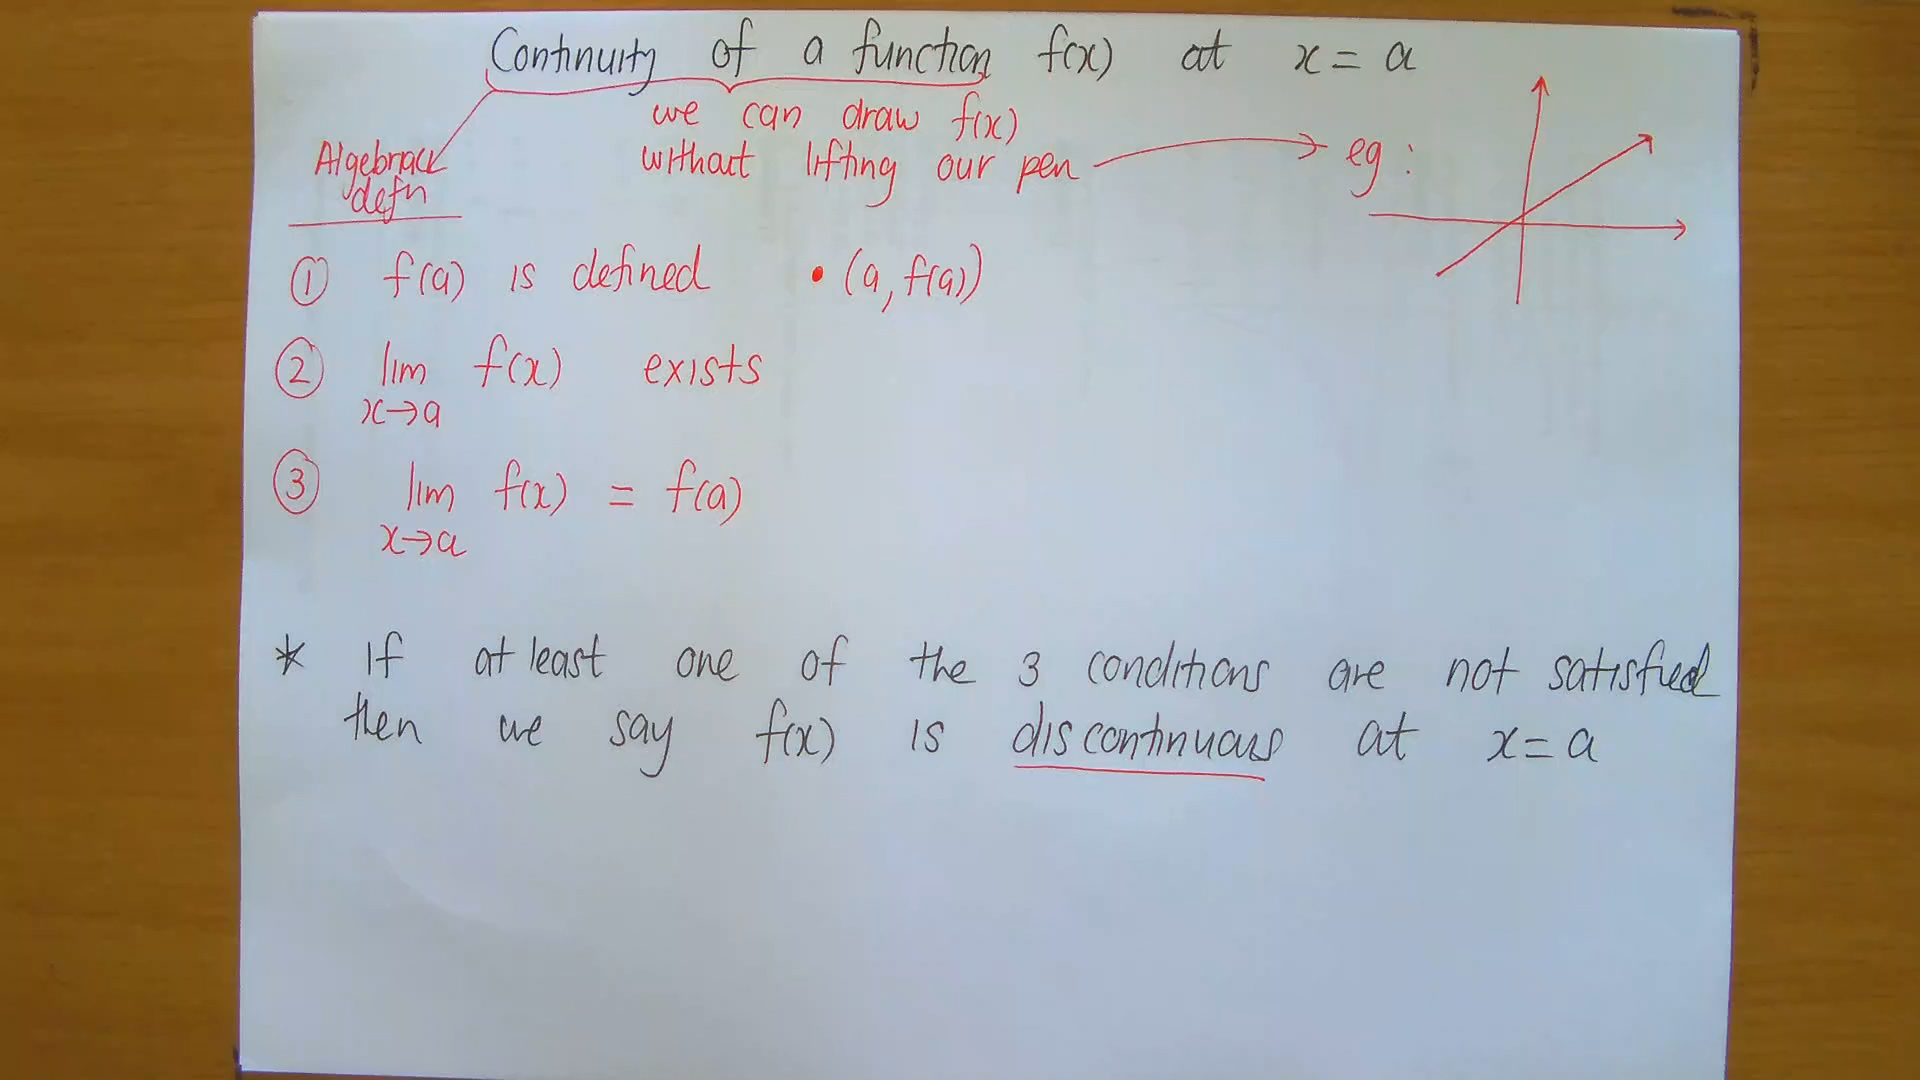 Continuity of a function f(x) at x = a
we can draw f(x)
without lifting our pen → eg :
Algebraic
defn
① f(a) is defined • (a, f(a))
② lim f(x) exists
x→a
③ lim f(x) = f(a)
x→a
* If at least one of the 3 conditions are not satisfied
then we say f(x) is discontinuous at x = a